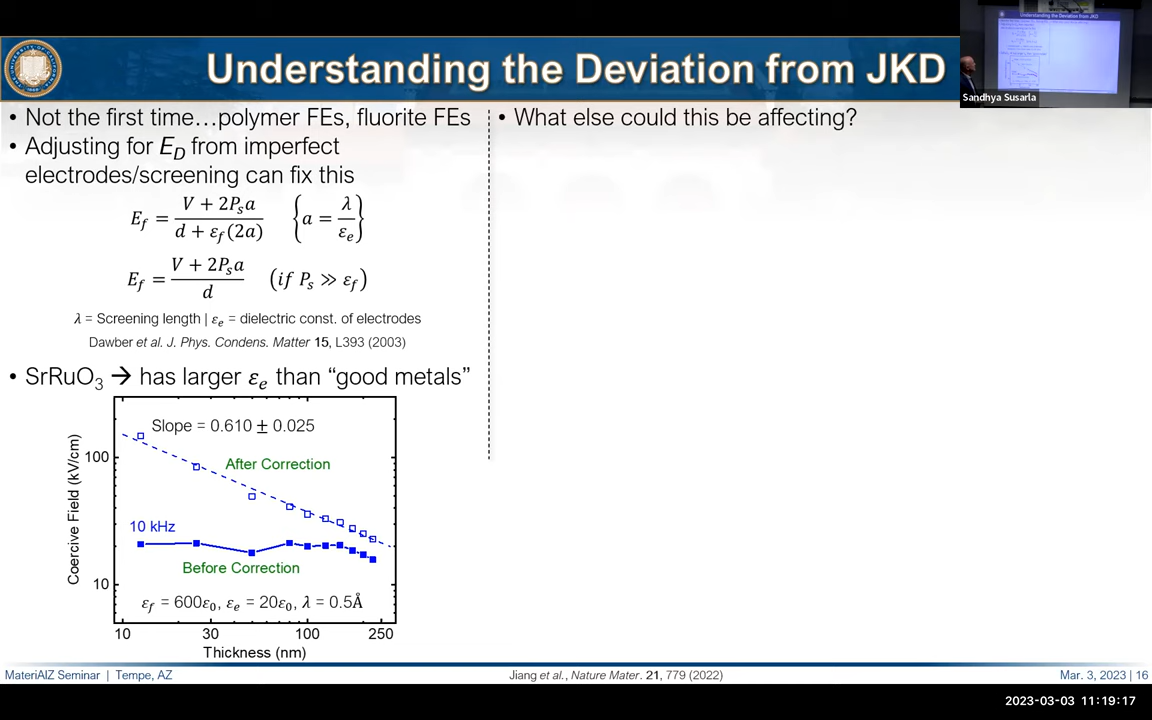 Understanding the Deviation from JKD
Understanding the Deviation from JKD
Sandhya Susarla
• Not the first time…polymer FEs, fluorite FEs
• Adjusting for E_D from imperfect
electrodes/screening can fix this
E_f = (V + 2P_s a) / (d + ε_f(2a)) {a = λ/ε_e}
E_f = (V + 2P_s a) / d (if P_s ≫ ε_f)
λ = Screening length | ε_e = dielectric const. of electrodes
Dawber et al. J. Phys. Condens. Matter 15, L393 (2003)
• SrRuO₃ → has larger ε_e than “good metals”
Coercive Field (kV/cm)
100
10
Slope = 0.610 ± 0.025
After Correction
10 kHz
Before Correction
ε_f = 600ε₀, ε_e = 20ε₀, λ = 0.5Å
10 30 100 250
Thickness (nm)
• What else could this be affecting?
MateriAlZ Seminar | Tempe, AZ
Jiang et al., Nature Mater. 21, 779 (2022)
Mar. 3, 2023 | 16
2023-03-03 11:19:17